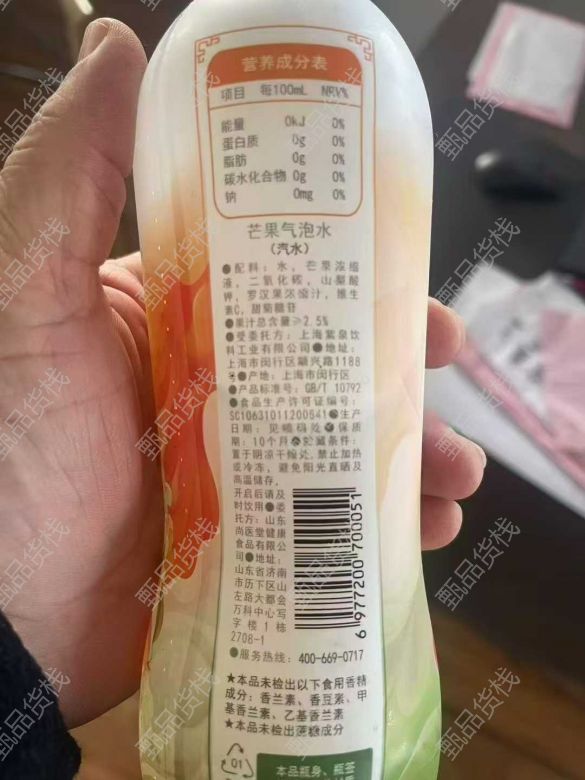 营养成分表
项目 每100mL NRV%
能量 0kJ 0%
蛋白质 0g 0%
脂肪 0g 0%
碳水化合物 0g 0%
钠 0mg 0%
芒果气泡水
(汽水)
●配料:水,芒果浓缩
液,二氧化碳,山梨酸
钾,罗汉果浓缩汁,维生
素C,甜菊糖苷
●果汁总含量≥2.5%
●受委托方:上海紫泉饮
料工业有限公司●地址:
上海市闵行区颛兴路1188
号●产地:上海市闵行区
●产品标准号:GB/T 10792
●食品生产许可证编号:
SC10631011200541●生产
日期:见喷码处●保质
期:10个月●贮藏条件:
置于阴凉干燥处,禁止加热
或冷冻,避免阳光直晒及
高温储存,
开启后请及
时饮用●委
托方:山东
尚医堂健康
食品有限公
司●地址:
山东省济南
市历下区山
左路大都会
万科中心写
字楼1栋
2708-1
6 977200 700051
●服务热线:400-669-0717
★本品未检出以下食用香精
成分:香兰素、香豆素、甲
基香兰素、乙基香兰素
★本品未检出蔗糖成分
01
本品瓶身、瓶签
甄品货栈